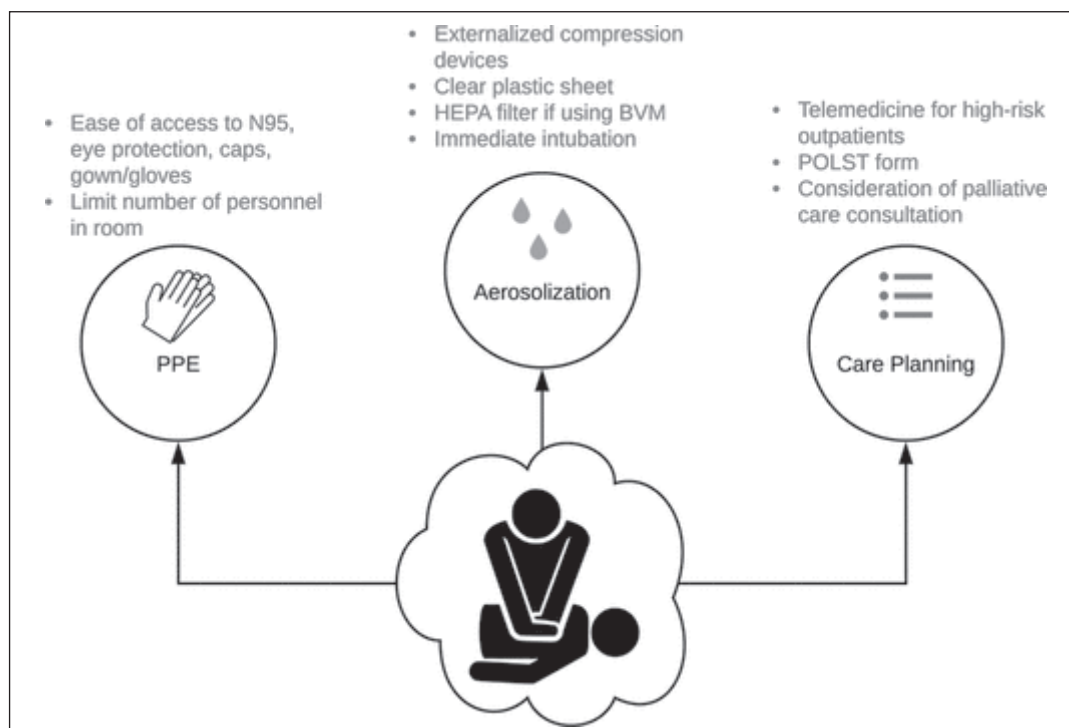 • Ease of access to N95,
eye protection, caps,
gown/gloves
• Limit number of personnel
in room
PPE
• Externalized compression
devices
• Clear plastic sheet
• HEPA filter if using BVM
• Immediate intubation
Aerosolization
• Telemedicine for high-risk
outpatients
• POLST form
• Consideration of palliative
care consultation
Care Planning